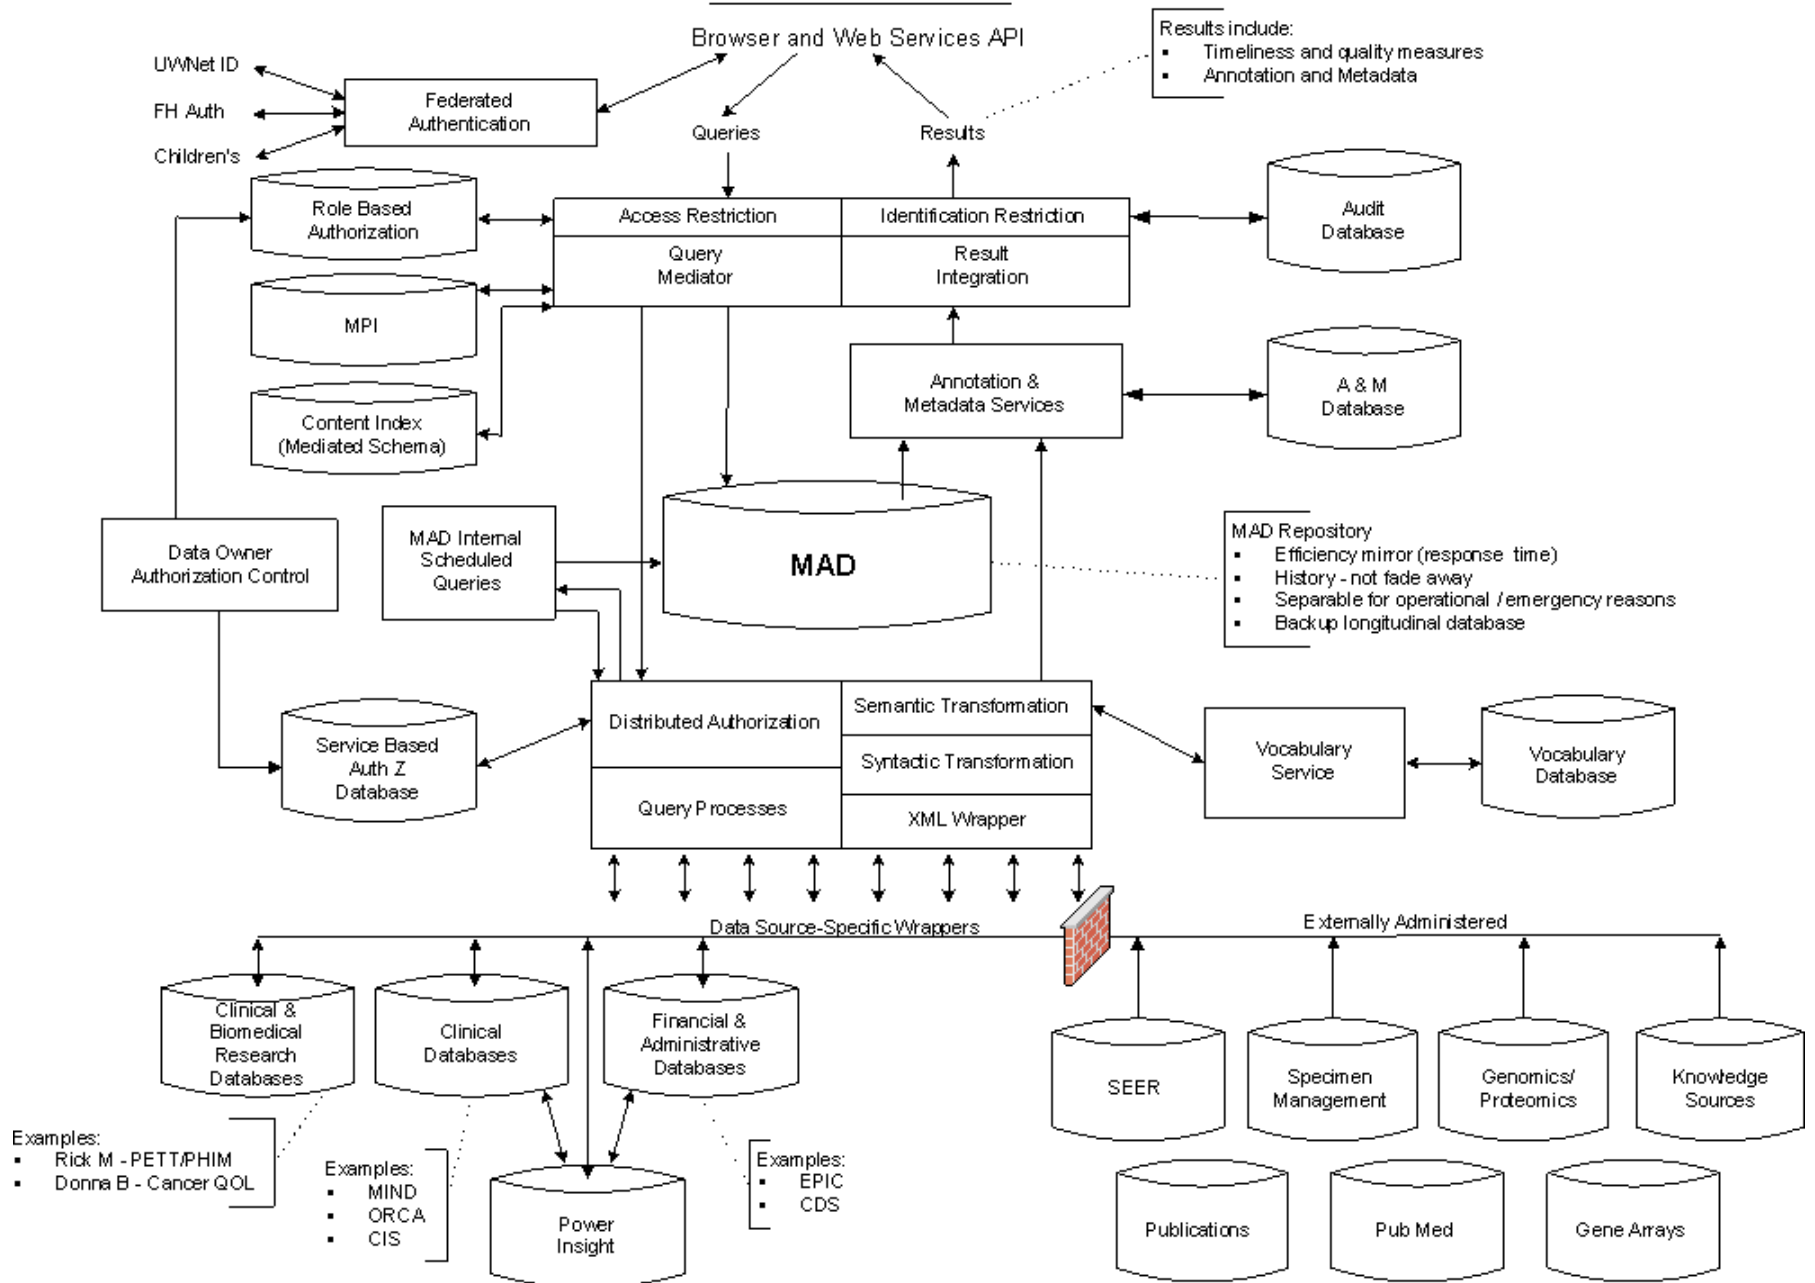 Browser and Web Services API
Results include:
▪ Timeliness and quality measures
▪ Annotation and Metadata
UWNet ID
FH Auth
Children's
Federated
Authentication
Queries
Results
Role Based
Authorization
Access Restriction
Identification Restriction
Query
Mediator
Result
Integration
Audit
Database
MPI
Content Index
(Mediated Schema)
Annotation &
Metadata Services
A & M
Database
Data Owner
Authorization Control
MAD Internal
Scheduled
Queries
MAD
MAD Repository
▪ Efficiency mirror (response time)
▪ History - not fade away
▪ Separable for operational / emergency reasons
▪ Backup longitudinal database
Service Based
Auth Z
Database
Distributed Authorization
Query Processes
Semantic Transformation
Syntactic Transformation
XML Wrapper
Vocabulary
Service
Vocabulary
Database
Data Source-Specific Wrappers
Externally Administered
Clinical &
Biomedical
Research
Databases
Clinical
Databases
Financial &
Administrative
Databases
SEER
Specimen
Management
Genomics/
Proteomics
Knowledge
Sources
Examples:
▪ Rick M - PETT/PHIM
▪ Donna B - Cancer QOL
Examples:
▪ MIND
▪ ORCA
▪ CIS
Power
Insight
Examples:
▪ EPIC
▪ CDS
Publications
Pub Med
Gene Arrays